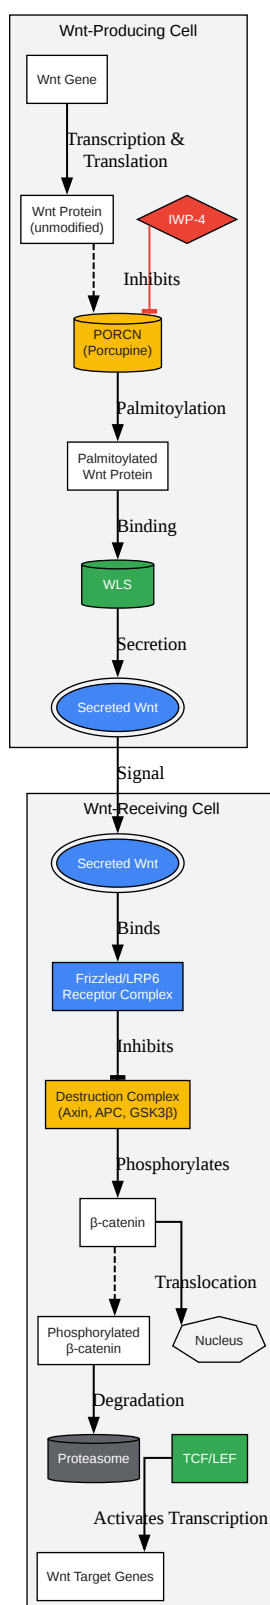 Wnt-Producing Cell
Wnt Gene
Transcription &
Translation
Wnt Protein
(unmodified)
IWP-4
Inhibits
PORCN
(Porcupine)
Palmitoylation
Palmitoylated
Wnt Protein
Binding
WLS
Secretion
Secreted Wnt
Signal
Wnt-Receiving Cell
Secreted Wnt
Binds
Frizzled/LRP6
Receptor Complex
Inhibits
Destruction Complex
(Axin, APC, GSK3β)
Phosphorylates
β-catenin
Translocation
Phosphorylated
β-catenin
Nucleus
Degradation
Proteasome
TCF/LEF
Activates Transcription
Wnt Target Genes